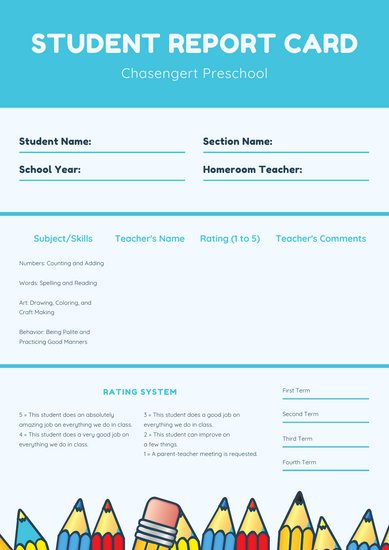 STUDENT REPORT CARD
Chasengert Preschool
Student Name:
Section Name:
School Year:
Homeroom Teacher:
Subject/Skills Teacher's Name Rating (1 to 5) Teacher's Comments
Numbers: Counting and Adding
Words: Spelling and Reading
Art: Drawing, Coloring, and
Craft Making
Behavior: Being Polite and
Practicing Good Manners
RATING SYSTEM
5 = This student does an absolutely
amazing job on everything we do in class.
4 = This student does a very good job on
everything we do in class.
3 = This student does a good job on
everything we do in class.
2 = This student can improve on
a few things.
1 = A parent-teacher meeting is requested.
First Term
Second Term
Third Term
Fourth Term